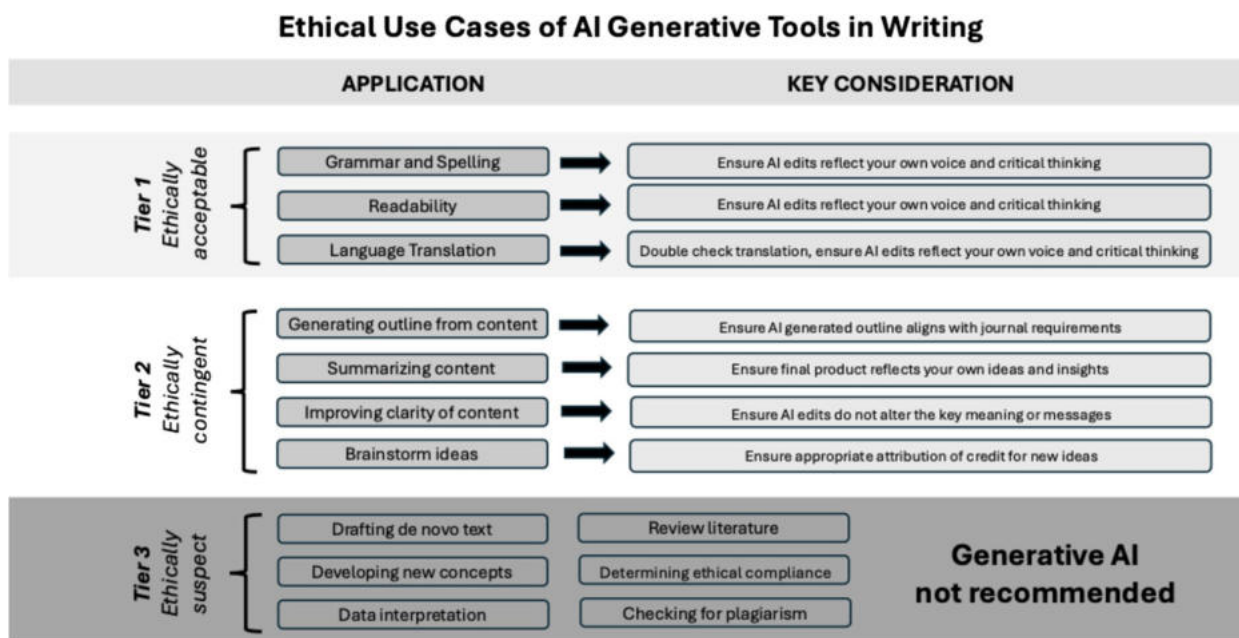 Ethical Use Cases of AI Generative Tools in Writing
APPLICATION KEY CONSIDERATION
Tier 1
Ethically
acceptable
Grammar and Spelling Ensure AI edits reflect your own voice and critical thinking
Readability Ensure AI edits reflect your own voice and critical thinking
Language Translation Double check translation, ensure AI edits reflect your own voice and critical thinking
Tier 2
Ethically
contingent
Generating outline from content Ensure AI generated outline aligns with journal requirements
Summarizing content Ensure final product reflects your own ideas and insights
Improving clarity of content Ensure AI edits do not alter the key meaning or messages
Brainstorm ideas Ensure appropriate attribution of credit for new ideas
Tier 3
Ethically
suspect
Drafting de novo text Review literature
Developing new concepts Determining ethical compliance
Data interpretation Checking for plagiarism
Generative AI
not recommended